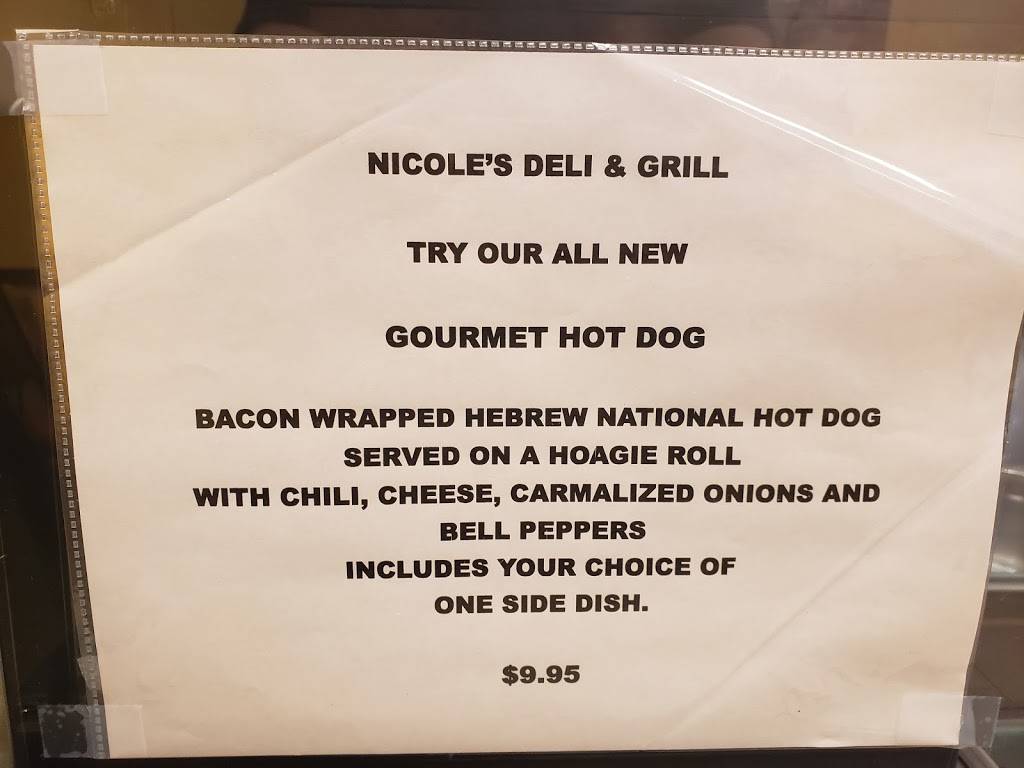 NICOLE'S DELI & GRILL
TRY OUR ALL NEW
GOURMET HOT DOG
BACON WRAPPED HEBREW NATIONAL HOT DOG
SERVED ON A HOAGIE ROLL
WITH CHILI, CHEESE, CARMALIZED ONIONS AND
BELL PEPPERS
INCLUDES YOUR CHOICE OF
ONE SIDE DISH.
$9.95